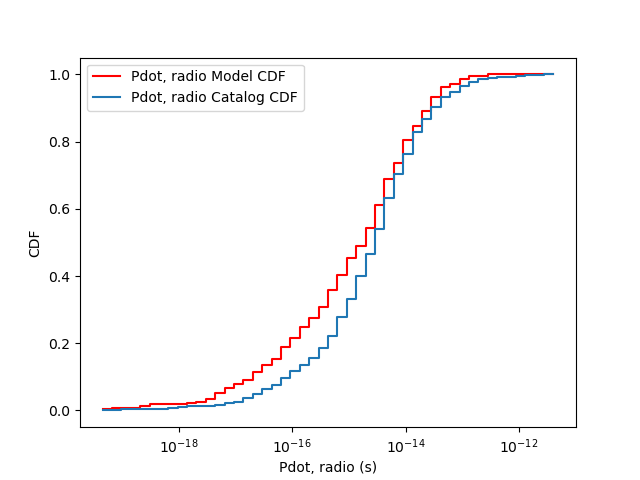 Pdot, radio Model CDF
Pdot, radio Catalog CDF
1.0
0.8
0.6
0.4
0.2
0.0
CDF
10⁻¹⁸
10⁻¹⁶
10⁻¹⁴
10⁻¹²
Pdot, radio (s)